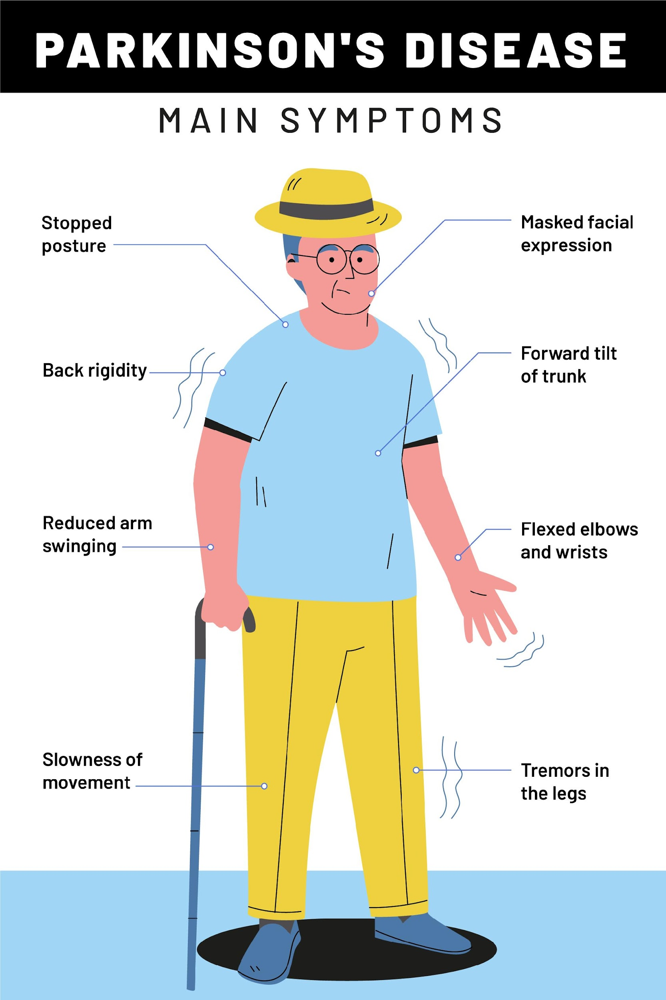 PARKINSON'S DISEASE
MAIN SYMPTOMS
Stopped
posture
Masked facial
expression
Back rigidity
Forward tilt
of trunk
Reduced arm
swinging
Flexed elbows
and wrists
Slowness of
movement
Tremors in
the legs